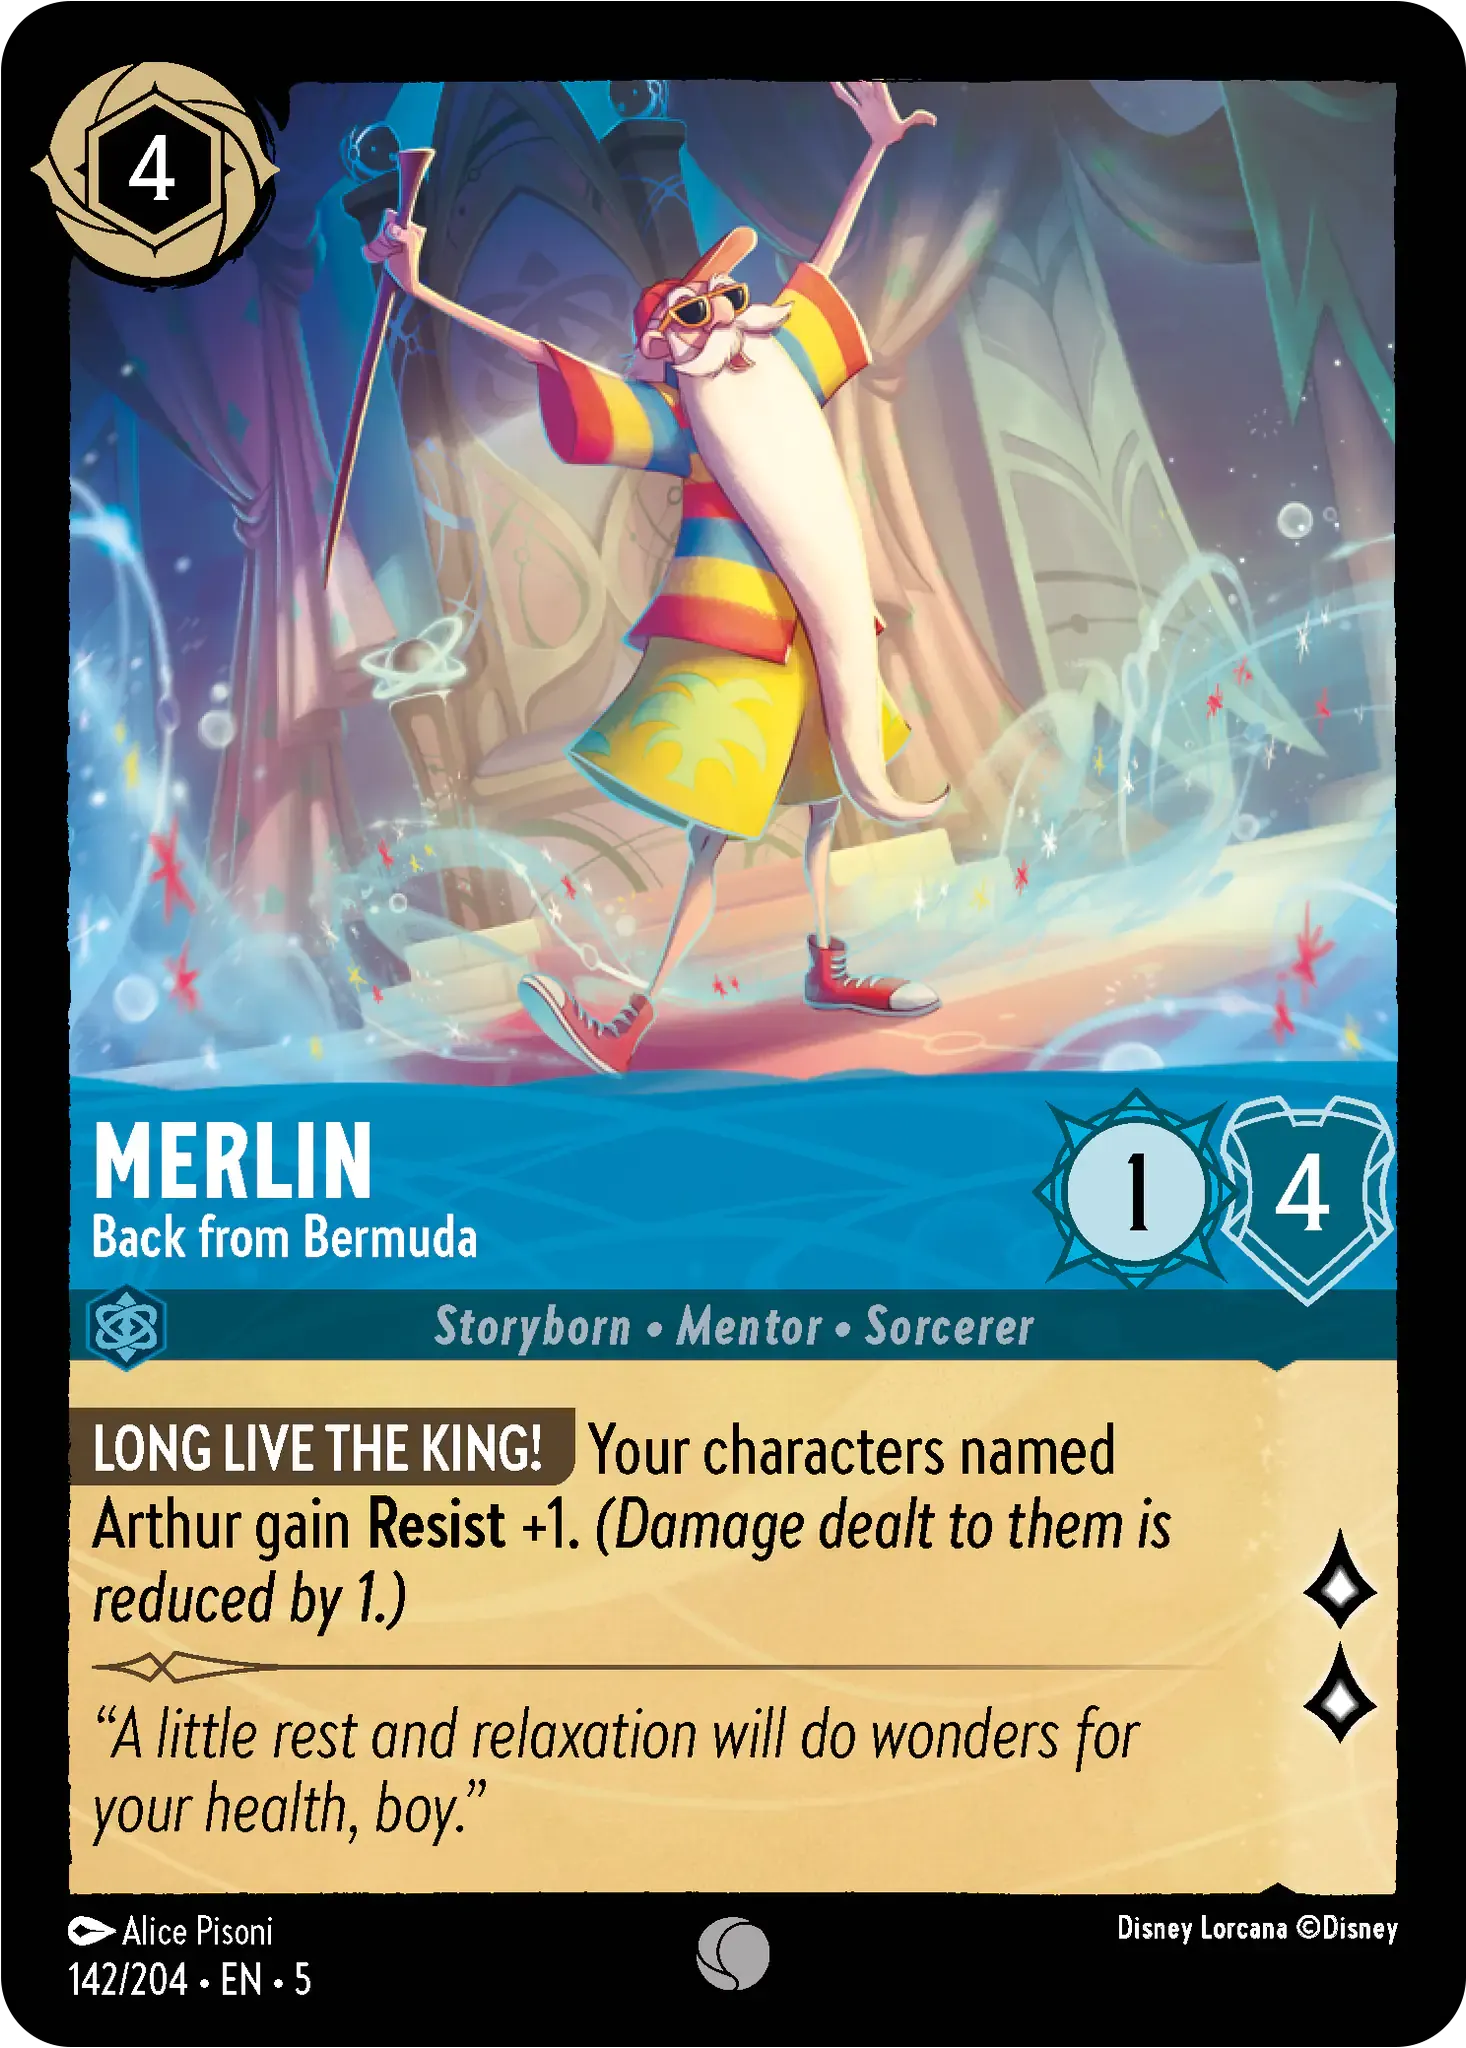 4
MERLIN
Back from Bermuda
1
4
Storyborn • Mentor • Sorcerer
LONG LIVE THE KING! Your characters named
Arthur gain Resist +1. (Damage dealt to them is
reduced by 1.)
“A little rest and relaxation will do wonders for
your health, boy.”
Alice Pisoni
Disney Lorcana ©Disney
142/204 • EN • 5